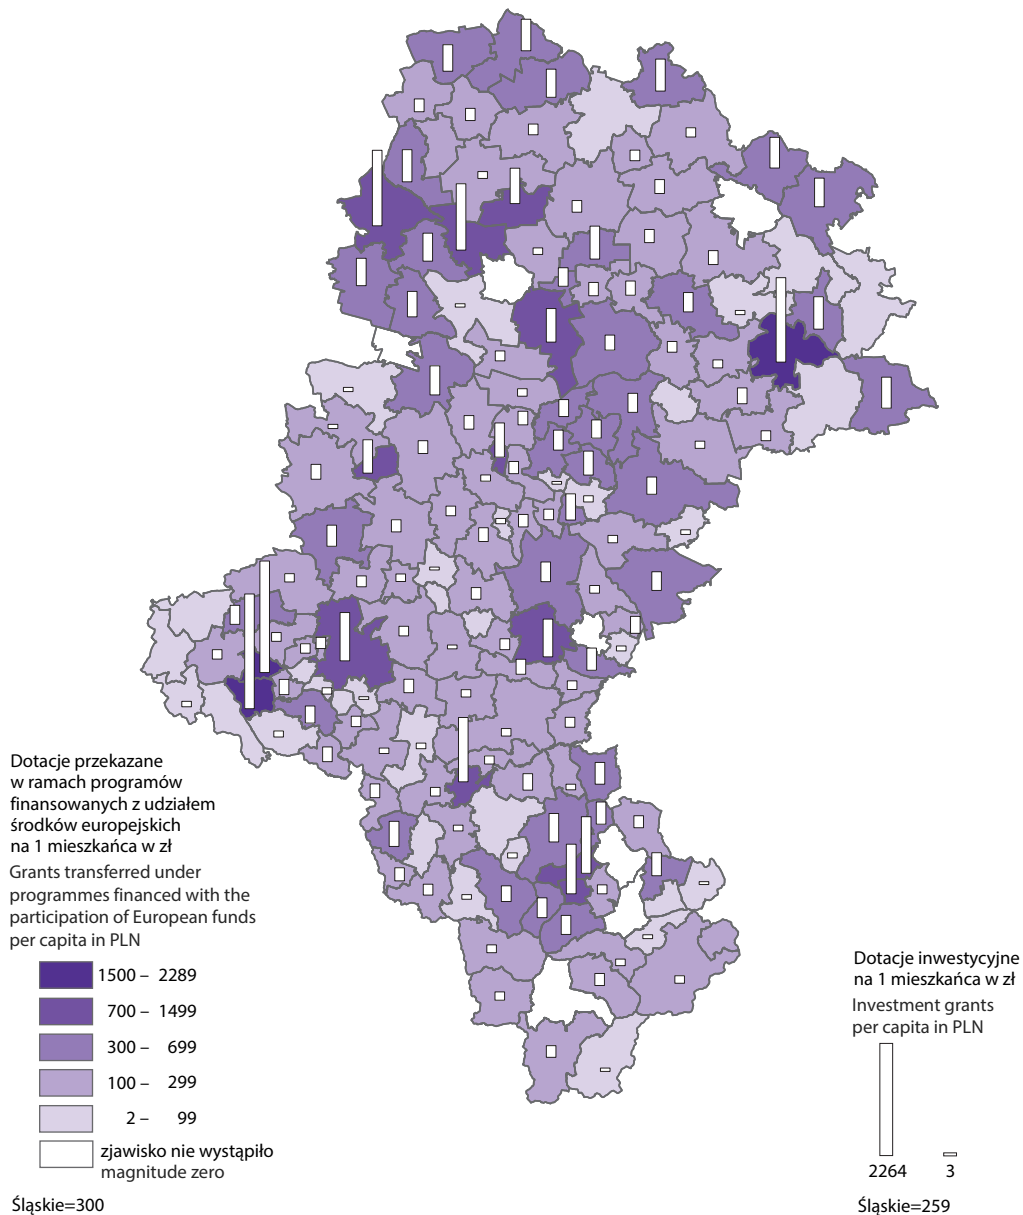 Dotacje przekazane
w ramach programów
finansowanych z udziałem
środków europejskich
na 1 mieszkańca w zł
Grants transferred under
programmes financed with the
participation of European funds
per capita in PLN
1500 – 2289
700 – 1499
300 – 699
100 – 299
2 – 99
zjawisko nie wystąpiło
magnitude zero
Śląskie=300
Dotacje inwestycyjne
na 1 mieszkańca w zł
Investment grants
per capita in PLN
2264 3
Śląskie=259